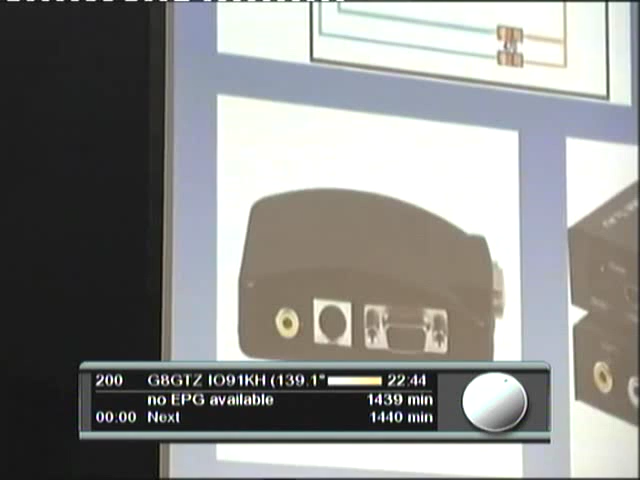 200 G8GTZ IO91KH (139.1° 22:44
no EPG available 1439 min
00:00 Next 1440 min